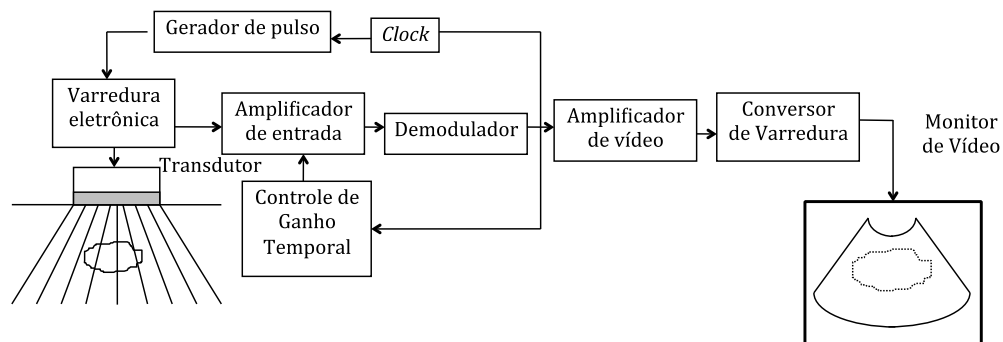 Gerador de pulso
Clock
Varredura
eletrônica
Amplificador
de entrada
Demodulador
Amplificador
de vídeo
Conversor
de Varredura
Monitor
de Vídeo
Transdutor
Controle de
Ganho
Temporal